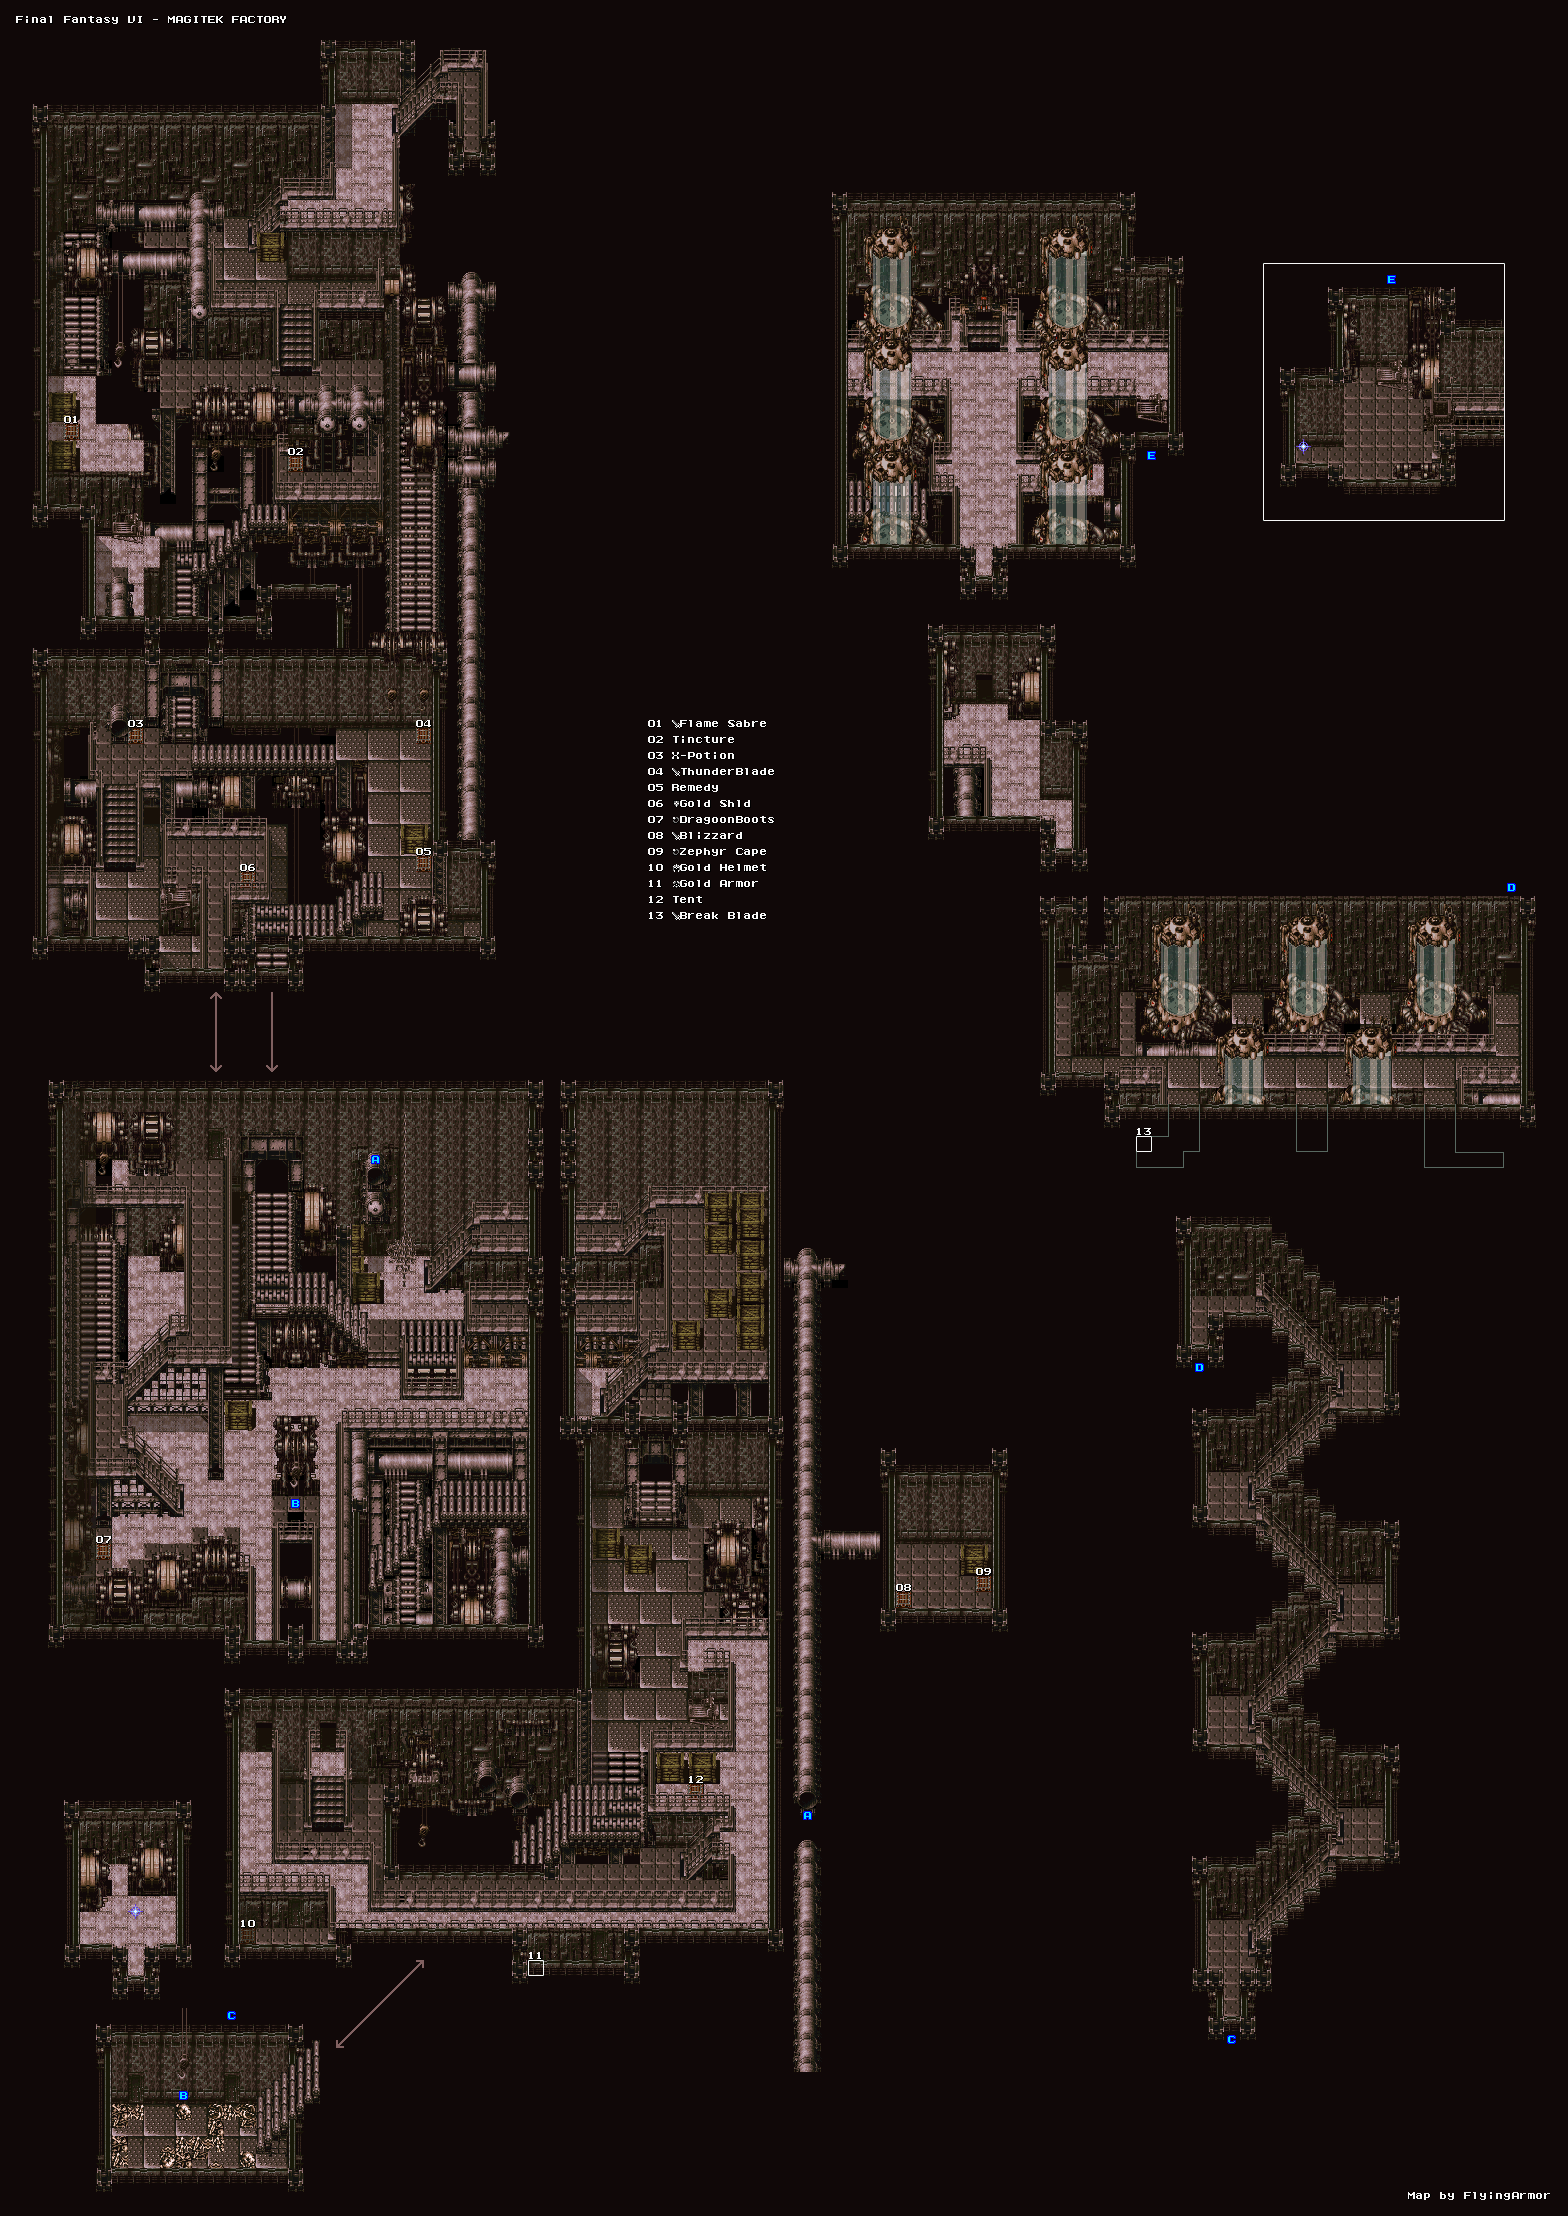 Final Fantasy VI - MAGITEK FACTORY
E
01
02
E
03
04
01 Flame Sabre
02 Tincture
03 X-Potion
04 ThunderBlade
05 Remedy
06 Gold Shld
07 DragoonBoots
08 Blizzard
09 Zephyr Cape
10 Gold Helmet
11 Gold Armor
12 Tent
13 Break Blade
05
06
D
13
A
D
B
07
09
08
12
A
10
11
C
C
B
Map by FlyingArmor